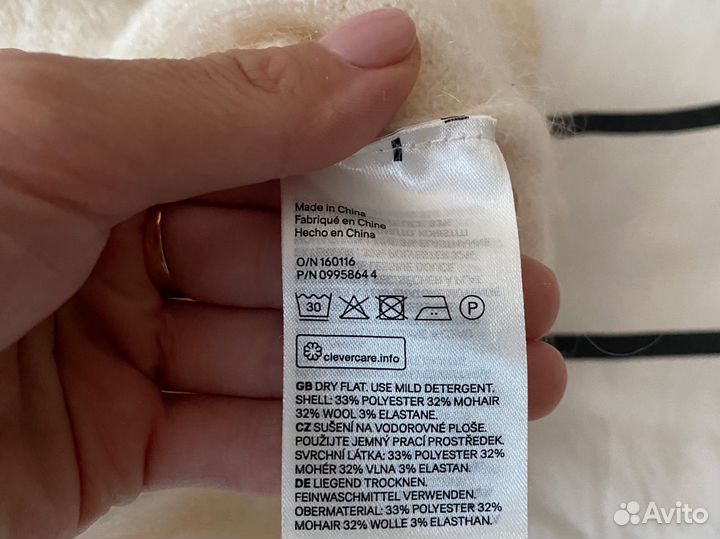 Made in China
Fabriqué en Chine
Hecho en China
O/N 160116
P/N 0995864 4
30 P
clevercare.info
GB DRY FLAT. USE MILD DETERGENT.
SHELL: 33% POLYESTER 32% MOHAIR
32% WOOL 3% ELASTANE.
CZ SUŠENÍ NA VODOROVNÉ PLOŠE.
POUŽIJTE JEMNÝ PRACÍ PROSTŘEDEK.
SVRCHNÍ LÁTKA: 33% POLYESTER 32%
MOHÉR 32% VLNA 3% ELASTAN.
DE LIEGEND TROCKNEN.
FEINWASCHMITTEL VERWENDEN.
OBERMATERIAL: 33% POLYESTER 32%
MOHAIR 32% WOLLE 3% ELASTHAN.
Avito